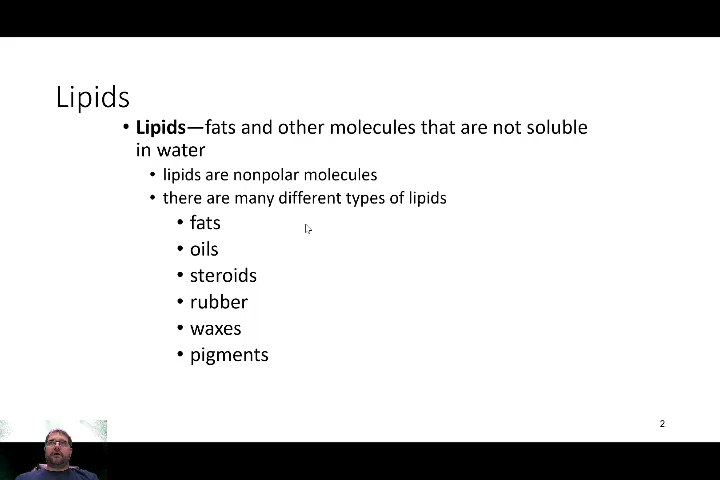 Lipids
• Lipids—fats and other molecules that are not soluble
in water
• lipids are nonpolar molecules
• there are many different types of lipids
• fats
• oils
• steroids
• rubber
• waxes
• pigments
2